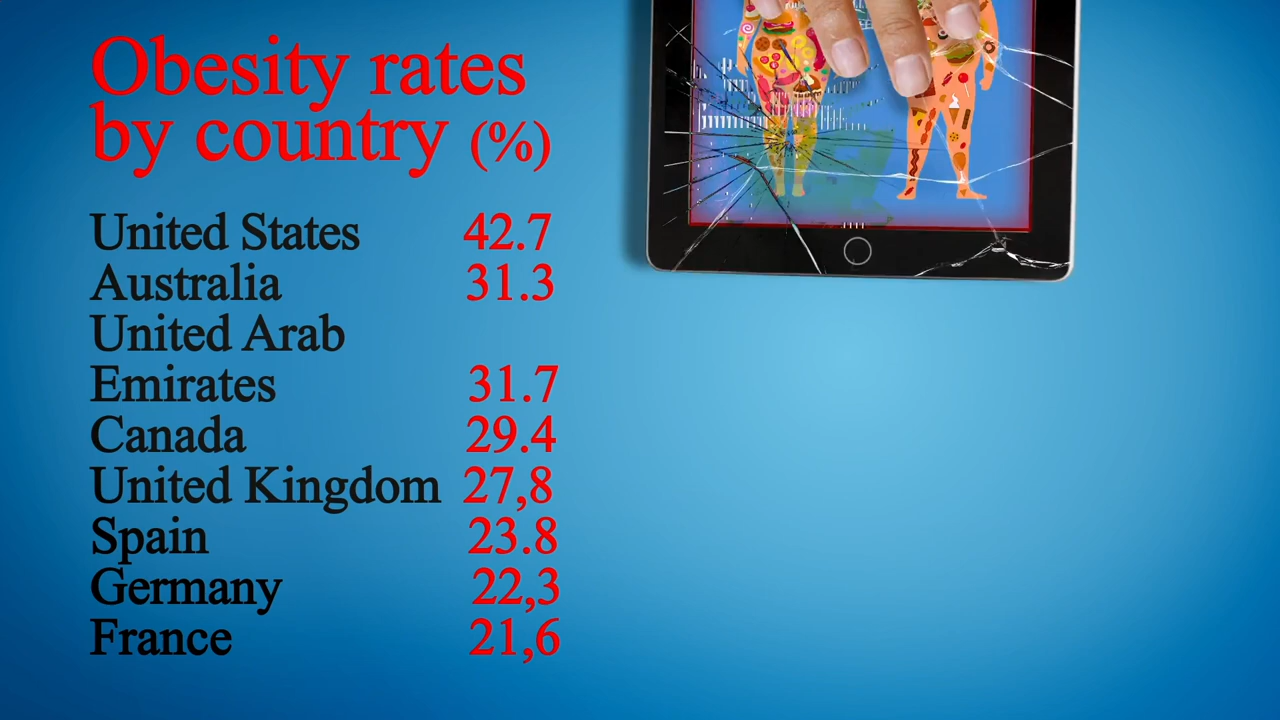 Obesity rates
by country (%)
United States 42.7
Australia 31.3
United Arab
Emirates 31.7
Canada 29.4
United Kingdom 27,8
Spain 23.8
Germany 22,3
France 21,6